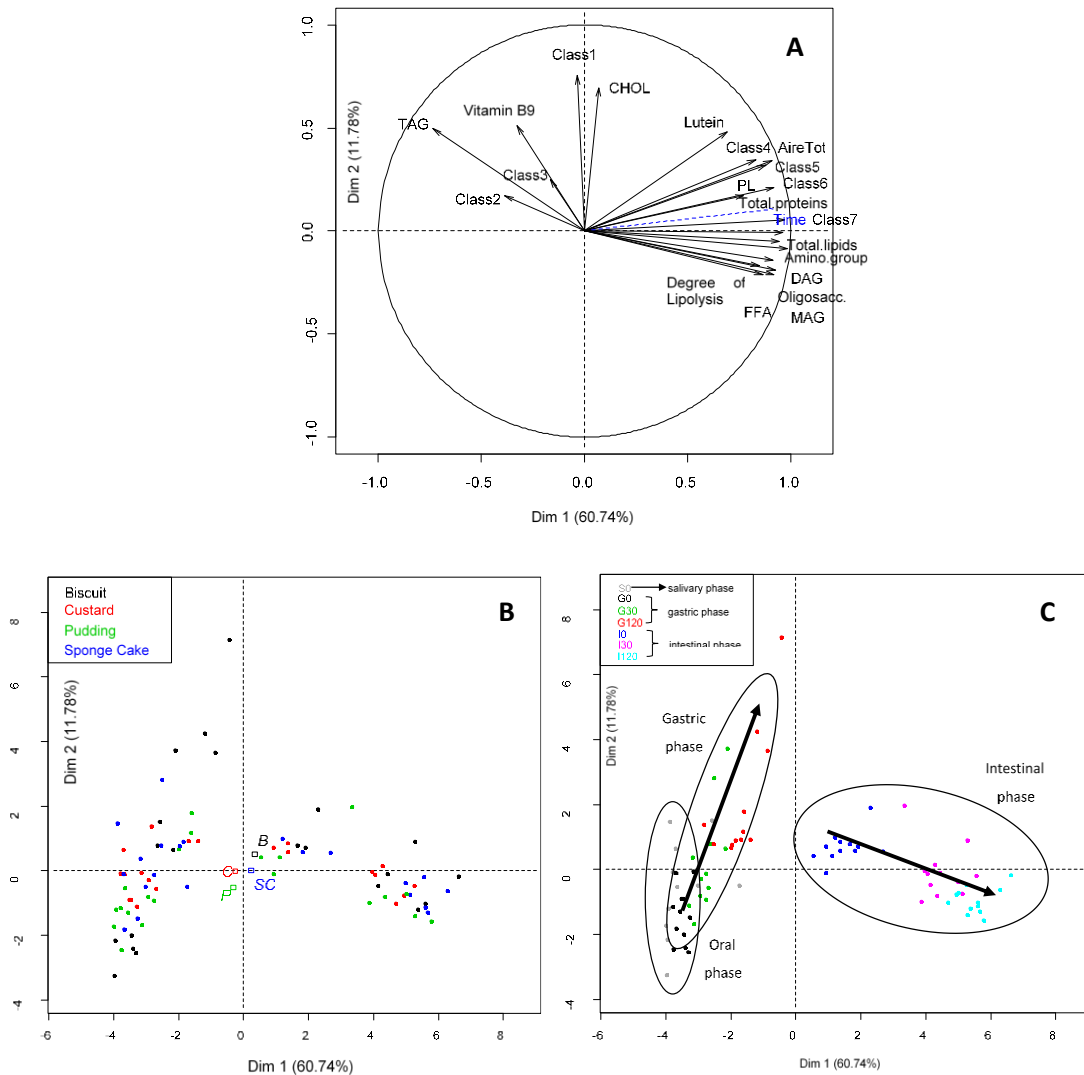 A
Class1
CHOL
Vitamin B9
TAG
Lutein
Class4 AireTot
Class5
Class3
PL
Class6
Class2
Total.proteins
Time Class7
Total.lipids
Amino.group
Degree of
Lipolysis
DAG
Oligosacc.
FFA
MAG
Dim 2 (11.78%)
1.0
0.5
0.0
-0.5
-1.0
-1.0 -0.5 0.0 0.5 1.0
Dim 1 (60.74%)
Biscuit
Custard
Pudding
Sponge Cake
B
Dim 2 (11.78%)
8
6
4
2
0
-2
-4
B
C
SC
P
-6 -4 -2 0 2 4 6 8
Dim 1 (60.74%)
S0 salivary phase
G0
G30 gastric phase
G120
I0
I30 intestinal phase
I120
C
Dim 2 (11.78%)
8
6
4
2
0
-2
-4
Gastric
phase
Intestinal
phase
Oral
phase
-6 -4 -2 0 2 4 6 8
Dim 1 (60.74%)